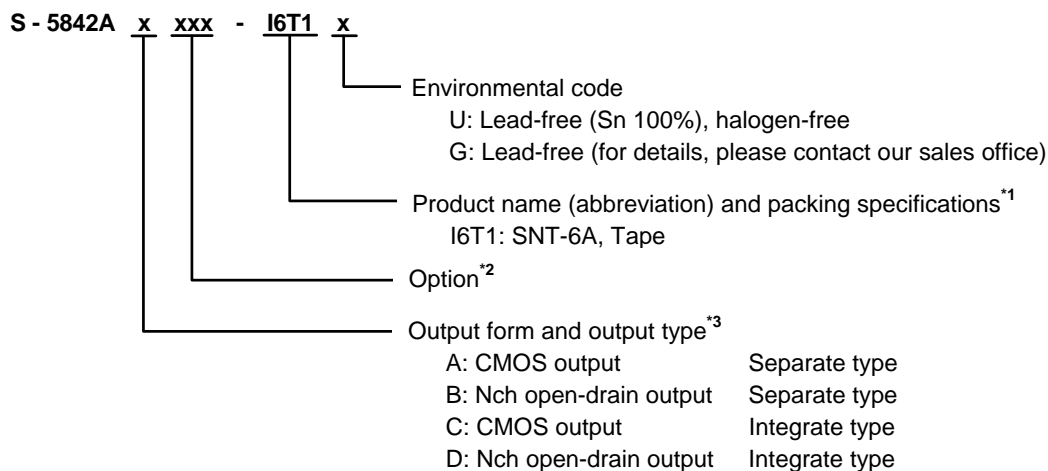 S - 5842A x xxx - I6T1 x
Environmental code
U: Lead-free (Sn 100%), halogen-free
G: Lead-free (for details, please contact our sales office)
Product name (abbreviation) and packing specifications*1
I6T1: SNT-6A, Tape
Option*2
Output form and output type*3
A: CMOS output Separate type
B: Nch open-drain output Separate type
C: CMOS output Integrate type
D: Nch open-drain output Integrate type